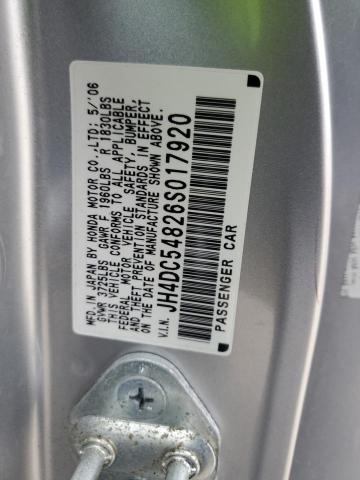 MFD. IN JAPAN BY HONDA MOTOR CO.,LTD; 5/'06
GVWR 3725LBS GAWR F 1960LBS R 1830LBS
THIS VEHICLE CONFORMS TO ALL APPLICABLE
FEDERAL MOTOR VEHICLE SAFETY, BUMPER,
AND THEFT PREVENTION STANDARDS IN EFFECT
ON THE DATE OF MANUFACTURE SHOWN ABOVE.
V.I.N. JH4DC54826S017920
PASSENGER CAR